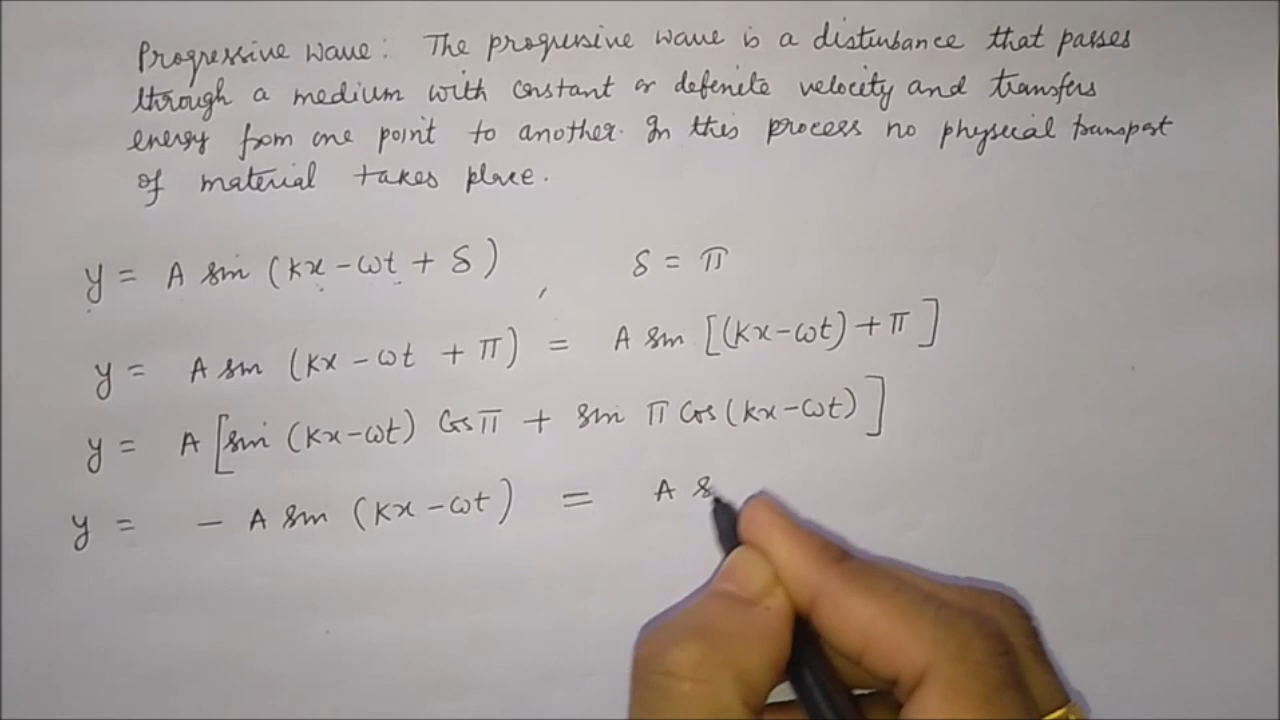 Progressive wave: The progressive wave is a disturbance that passes
through a medium with constant or definite velocity and transfers
energy from one point to another. In this process no physical transport
of material takes place.
y = A sin (kx - ωt + δ) , δ = π
y = A sin (kx - ωt + π) = A sin [(kx - ωt) + π]
y = A [sin (kx - ωt) Cos π + sin π Cos (kx - ωt)]
y = - A sin (kx - ωt) = A s